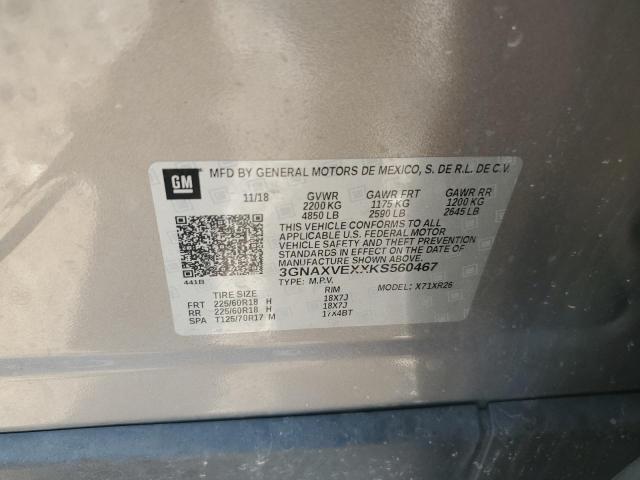 GM
MFD BY GENERAL MOTORS DE MEXICO, S. DE R.L. DE C.V.
11/18 GVWR GAWR FRT GAWR RR
2200 KG 1175 KG 1200 KG
4850 LB 2590 LB 2645 LB
THIS VEHICLE CONFORMS TO ALL
APPLICABLE U.S. FEDERAL MOTOR
VEHICLE SAFETY AND THEFT PREVENTION
STANDARDS IN EFFECT ON THE DATE OF
MANUFACTURE SHOWN ABOVE.
3GNAXVEXXKS560467
441B TYPE: M.P.V. MODEL: X71XR26
TIRE SIZE RIM
FRT 225/60R18 H 18X7J
RR 225/60R18 H 18X7J
SPA T125/70R17 M 17X4BT